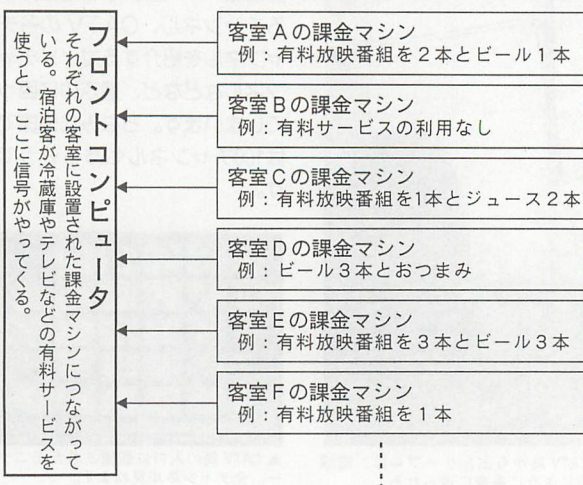 フロントコンピュータ
それぞれの客室に設置された課金マシンにつながって
いる。宿泊客が冷蔵庫やテレビなどの有料サービスを
使うと、ここに信号がやってくる。
客室Aの課金マシン
例:有料放映番組を2本とビール1本
客室Bの課金マシン
例:有料サービスの利用なし
客室Cの課金マシン
例:有料放映番組を1本とジュース2本
客室Dの課金マシン
例:ビール3本とおつまみ
客室Eの課金マシン
例:有料放映番組を3本とビール3本
客室Fの課金マシン
例:有料放映番組を1本